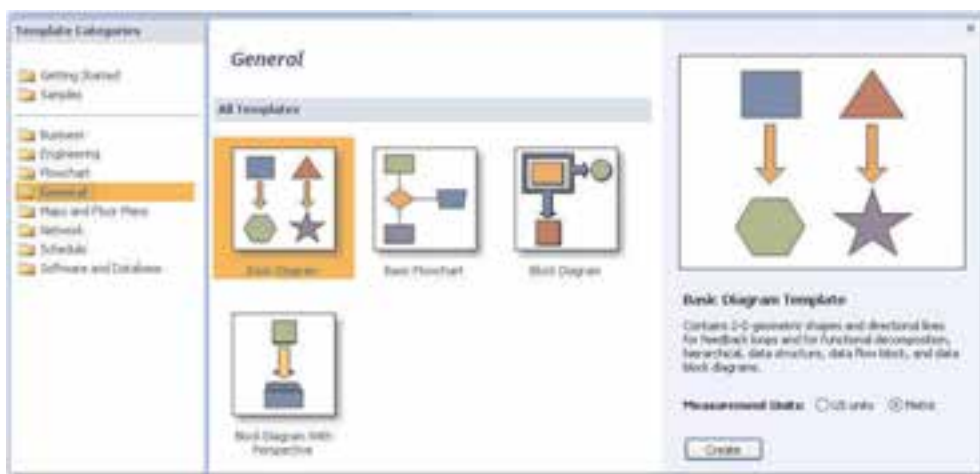 Template Categories
Getting Started
Samples
Business
Engineering
Flowchart
General
Maps and Floor Plans
Network
Schedule
Software and Database
General
All Templates
Basic Diagram
Basic Flowchart
Block Diagram
Block Diagram With
Perspective
Basic Diagram Template
Contains 2-D geometric shapes and directional lines
for feedback loops and for functional decomposition,
hierarchical, data structure, data flow block, and data
block diagrams.
Measurement Units: US units Metric
Create